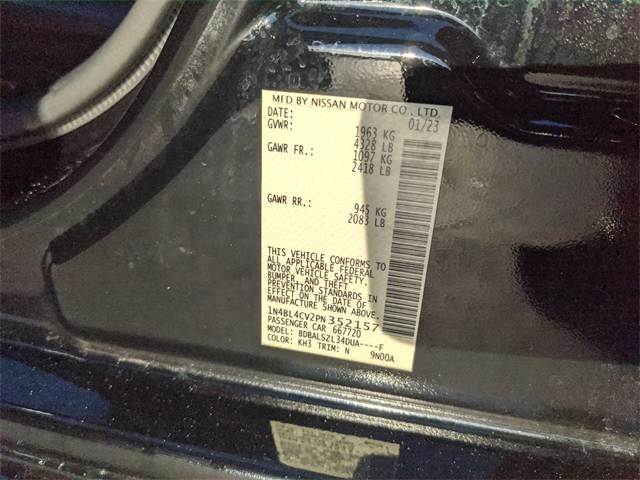 MFD BY NISSAN MOTOR CO., LTD.
DATE: 01/23
GVWR: 1963 KG
4328 LB
GAWR FR.: 1097 KG
2418 LB
GAWR RR.: 945 KG
2083 LB
THIS VEHICLE CONFORMS TO
ALL APPLICABLE FEDERAL
MOTOR VEHICLE SAFETY,
BUMPER, AND THEFT
PREVENTION STANDARDS IN
EFFECT ON THE DATE OF
MANUFACTURE SHOWN ABOVE.
1N4BL4CV2PN352157
PASSENGER CAR 667720
MODEL: BDBALSZL34DUA----F
COLOR: KH3 TRIM: N 9N00A